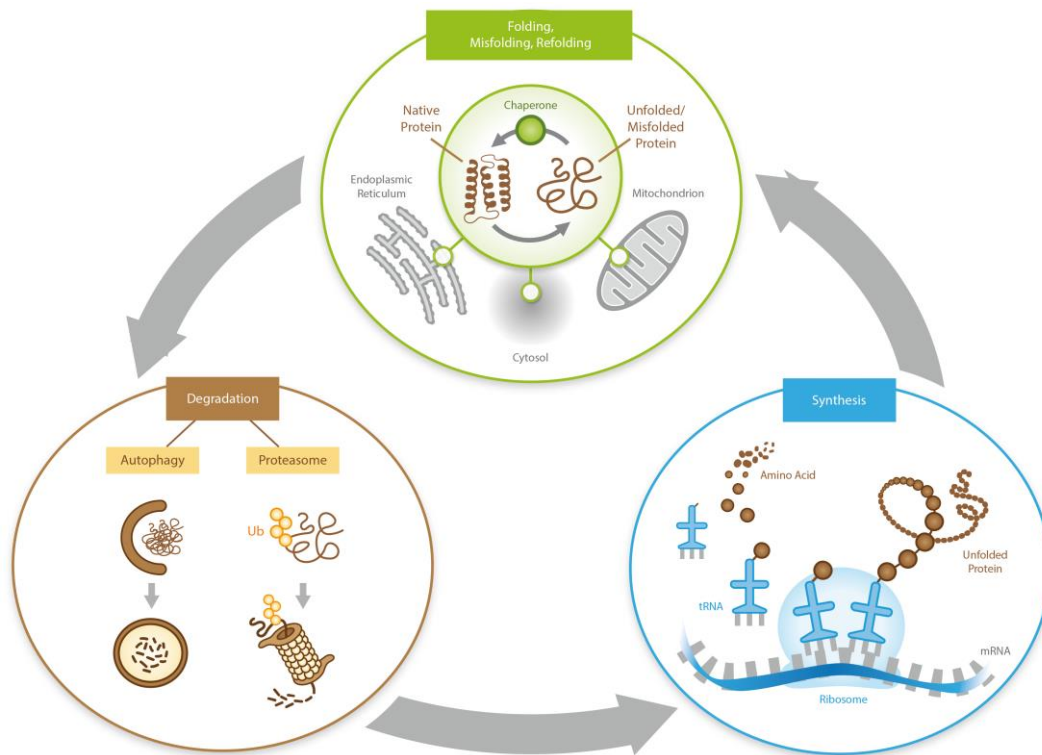 Folding,
Misfolding, Refolding
Chaperone
Native
Protein
Unfolded/
Misfolded
Protein
Endoplasmic
Reticulum
Mitochondrion
Cytosol
Degradation
Autophagy
Proteasome
Ub
Synthesis
Amino Acid
Unfolded
Protein
tRNA
mRNA
Ribosome